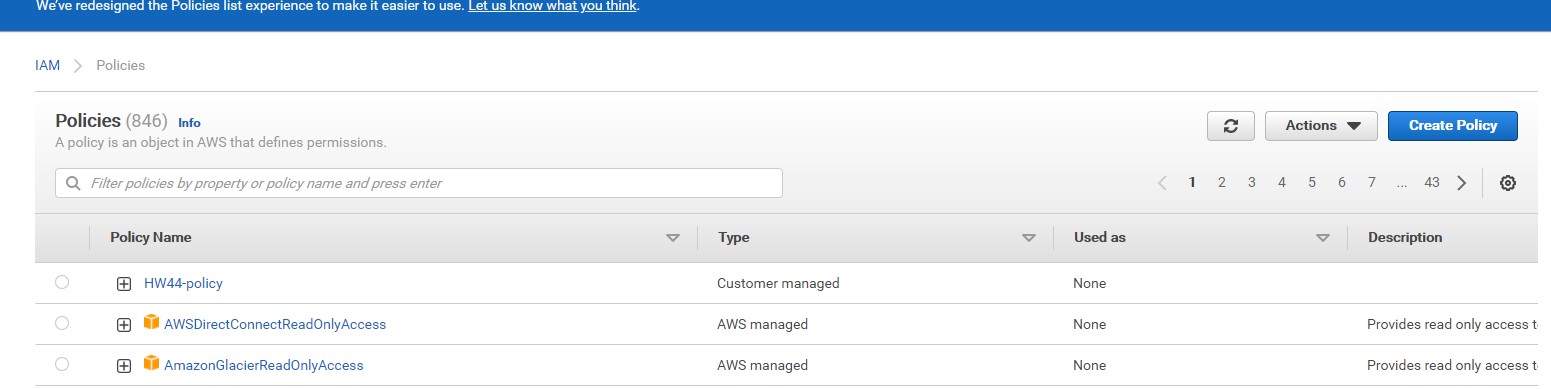 We've redesigned the Policies list experience to make it easier to use. Let us know what you think.
IAM > Policies
Policies (846) Info
A policy is an object in AWS that defines permissions.
Actions
Create Policy
Filter policies by property or policy name and press enter
1 2 3 4 5 6 7 ... 43
Policy Name Type Used as Description
HW44-policy Customer managed None
AWSDirectConnectReadOnlyAccess AWS managed None Provides read only access t
AmazonGlacierReadOnlyAccess AWS managed None Provides read only access t